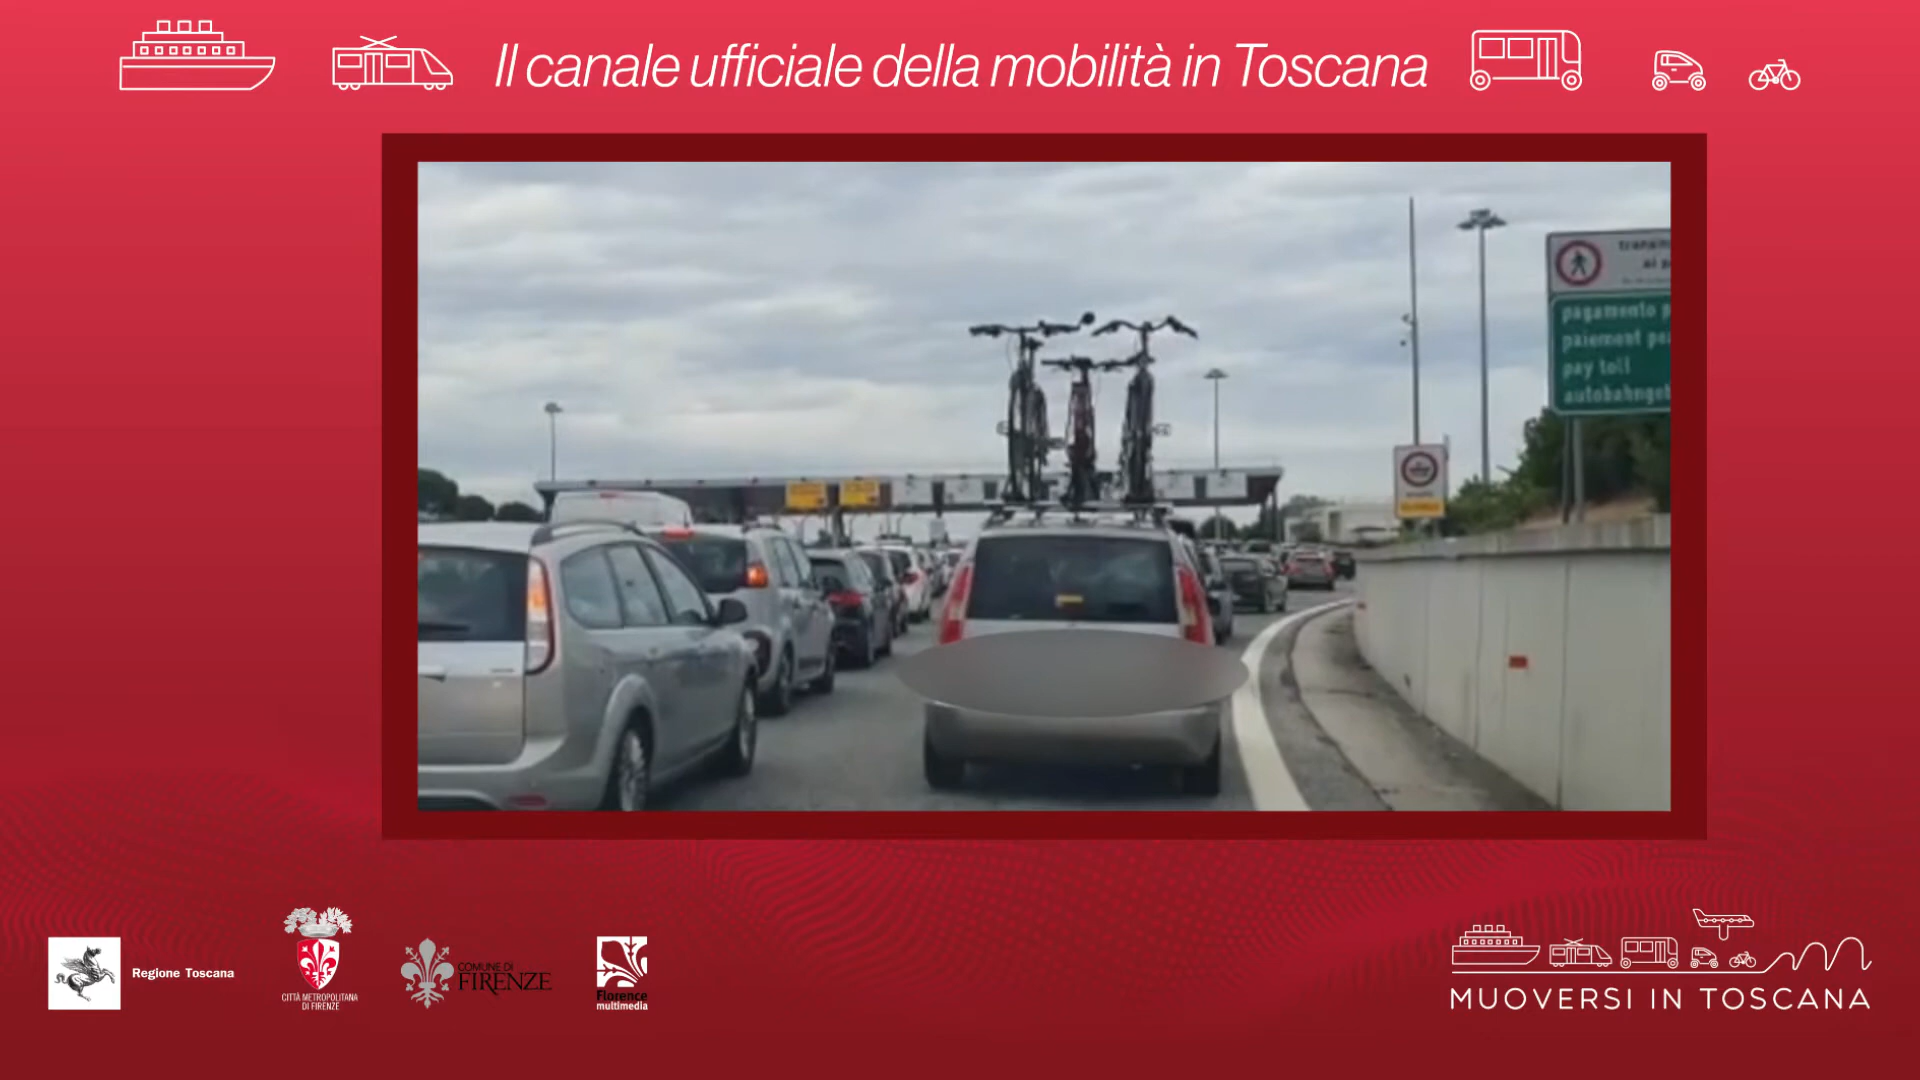 Il canale ufficiale della mobilità in Toscana
pagamento
paiement
pay toll
Regione Toscana
CITTÀ METROPOLITANA
DI FIRENZE
COMUNE DI
FIRENZE
Florence
multimedia
MUOVERSI IN TOSCANA